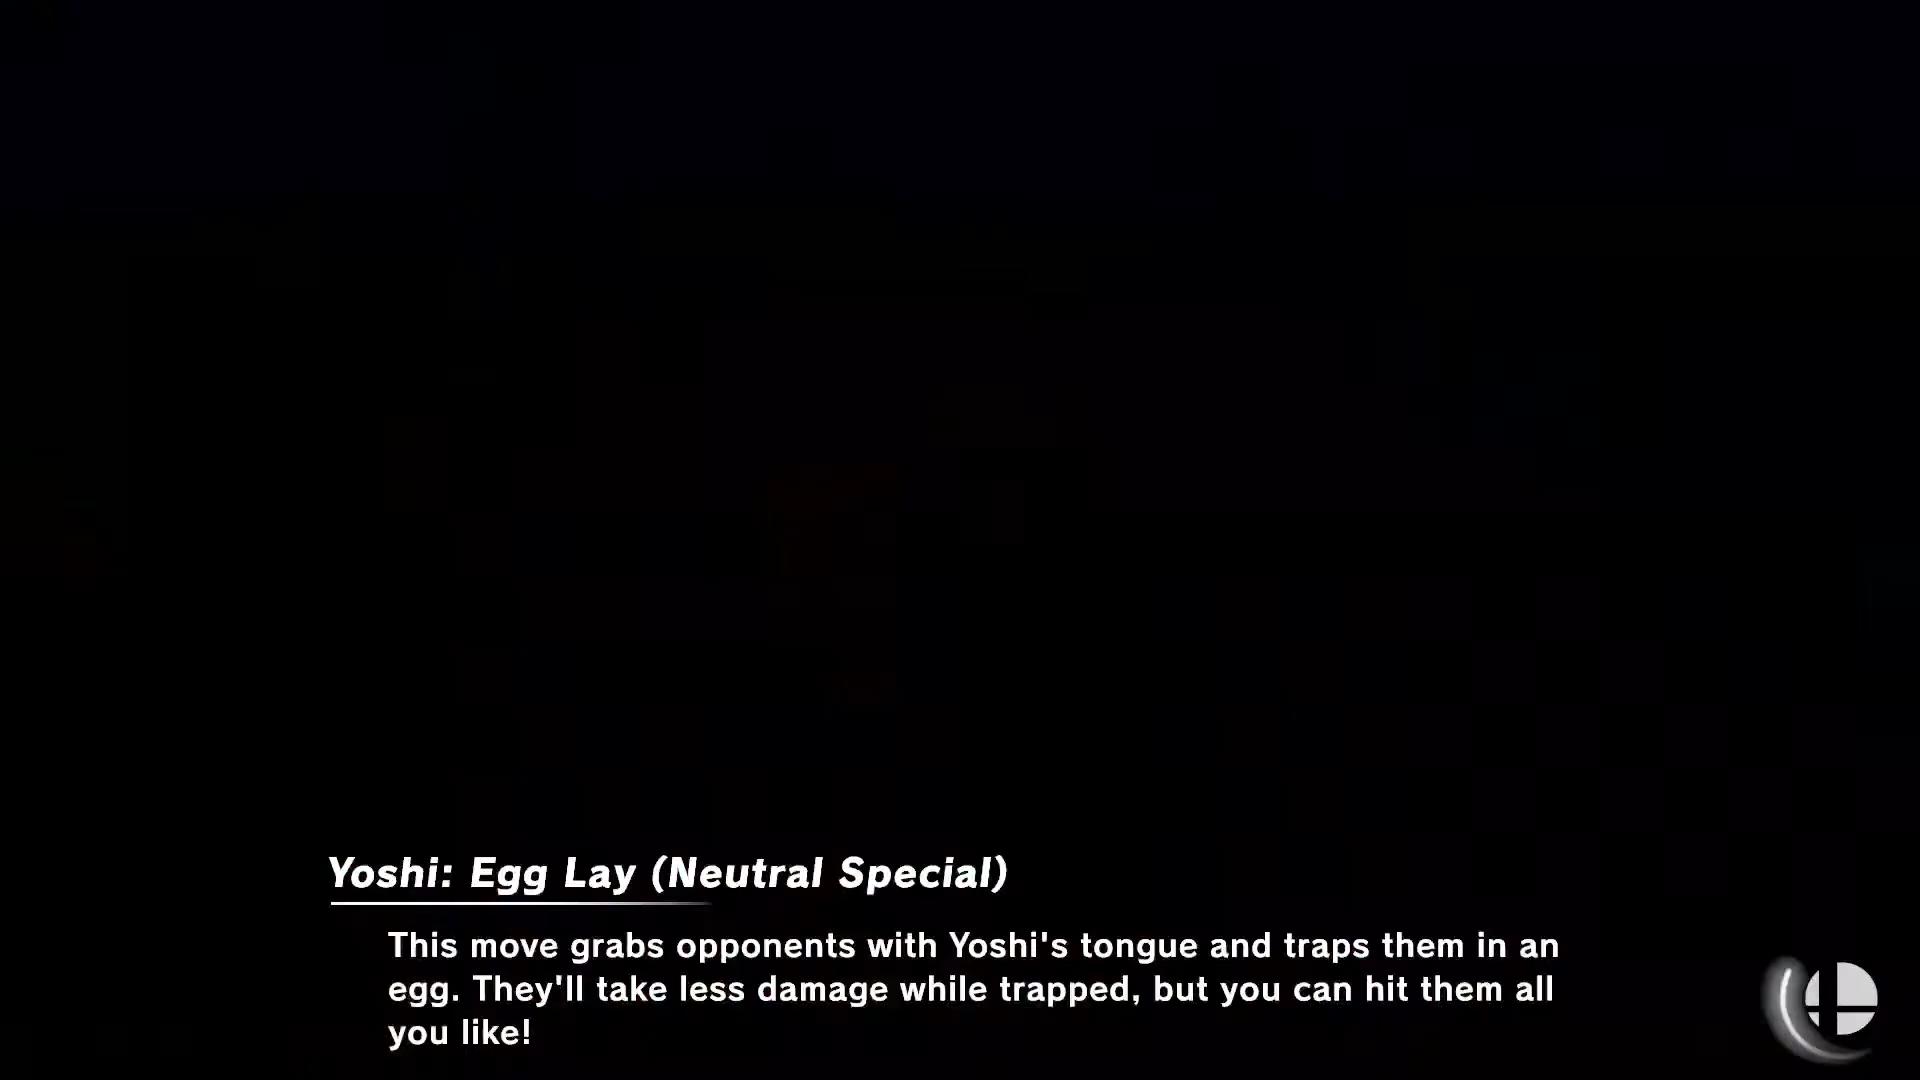 Yoshi: Egg Lay (Neutral Special)
This move grabs opponents with Yoshi's tongue and traps them in an
egg. They'll take less damage while trapped, but you can hit them all
you like!